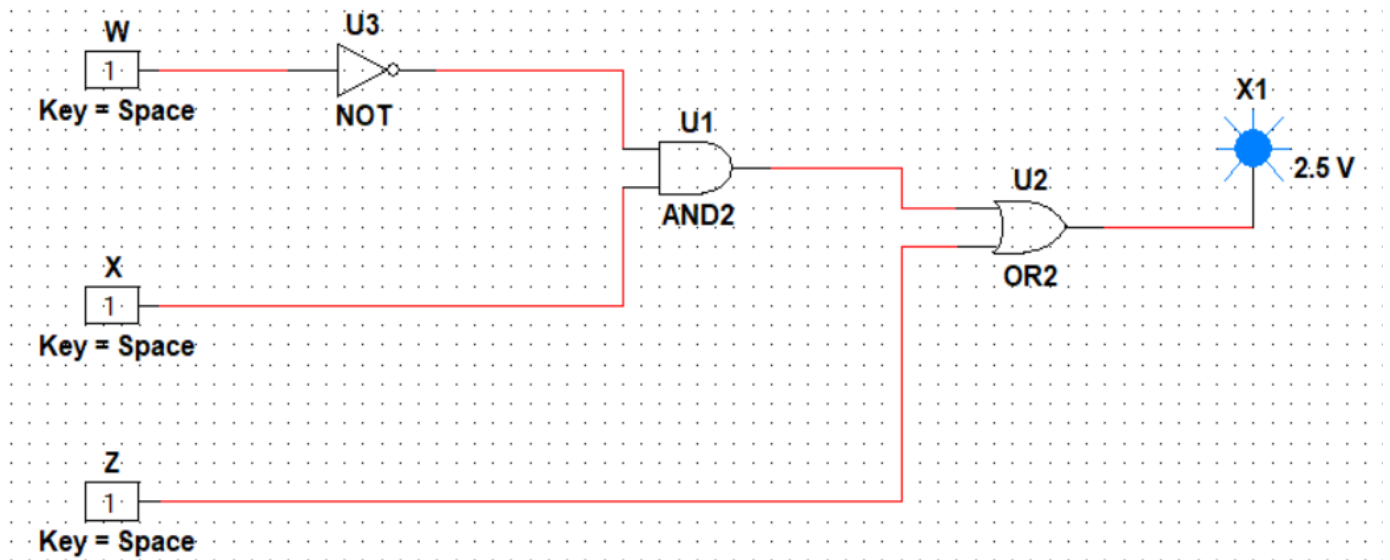 W
1
Key = Space
U3
NOT
U1
AND2
X
1
Key = Space
U2
OR2
X1
2.5 V
Z
1
Key = Space